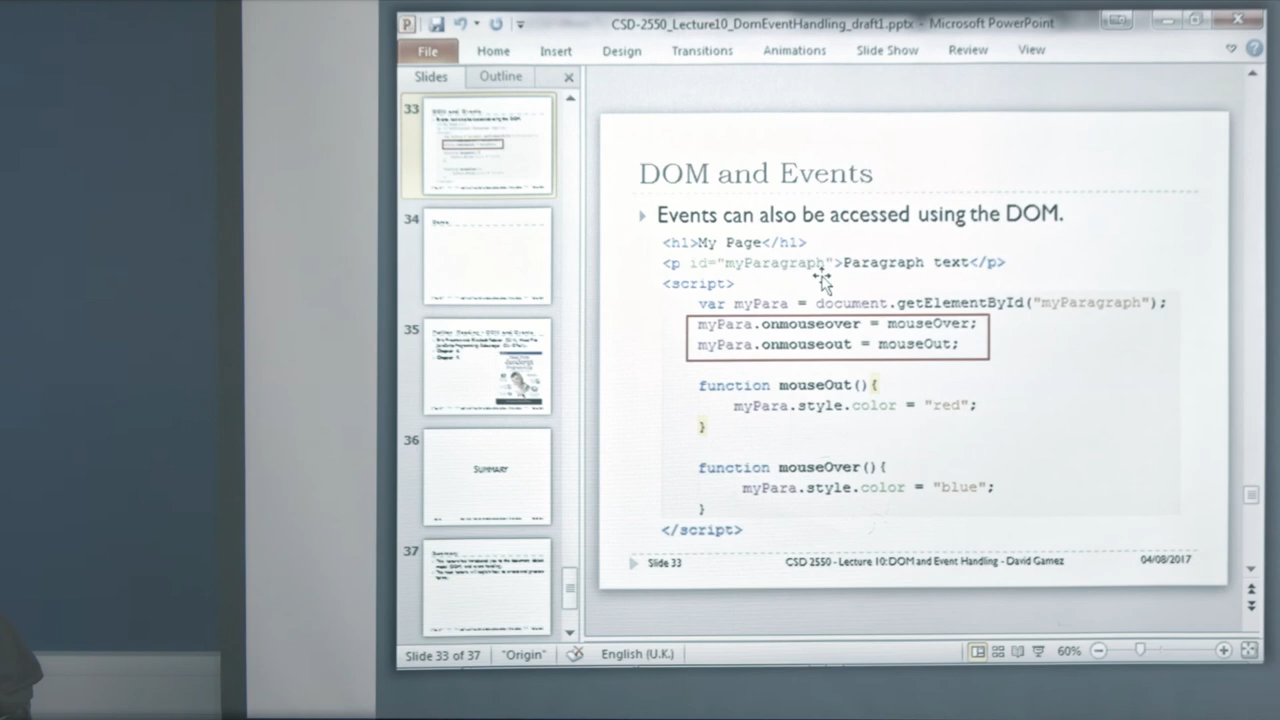 CSD-2550_Lecture10_DomEventHandling_draft1.pptx - Microsoft PowerPoint
File Home Insert Design Transitions Animations Slide Show Review View
Slides Outline
33
DOM and Events
34
35
36
SUMMARY
37
Summary
DOM and Events
Events can also be accessed using the DOM.
<h1>My Page</h1>
<p id="myParagraph">Paragraph text</p>
<script>
var myPara = document.getElementById("myParagraph");
myPara.onmouseover = mouseOver;
myPara.onmouseout = mouseOut;
function mouseOut(){
myPara.style.color = "red";
}
function mouseOver(){
myPara.style.color = "blue";
}
</script>
Slide 33 CSD 2550 - Lecture 10: DOM and Event Handling - David Gamez 04/08/2017
Slide 33 of 37 "Origin" English (U.K.) 60%